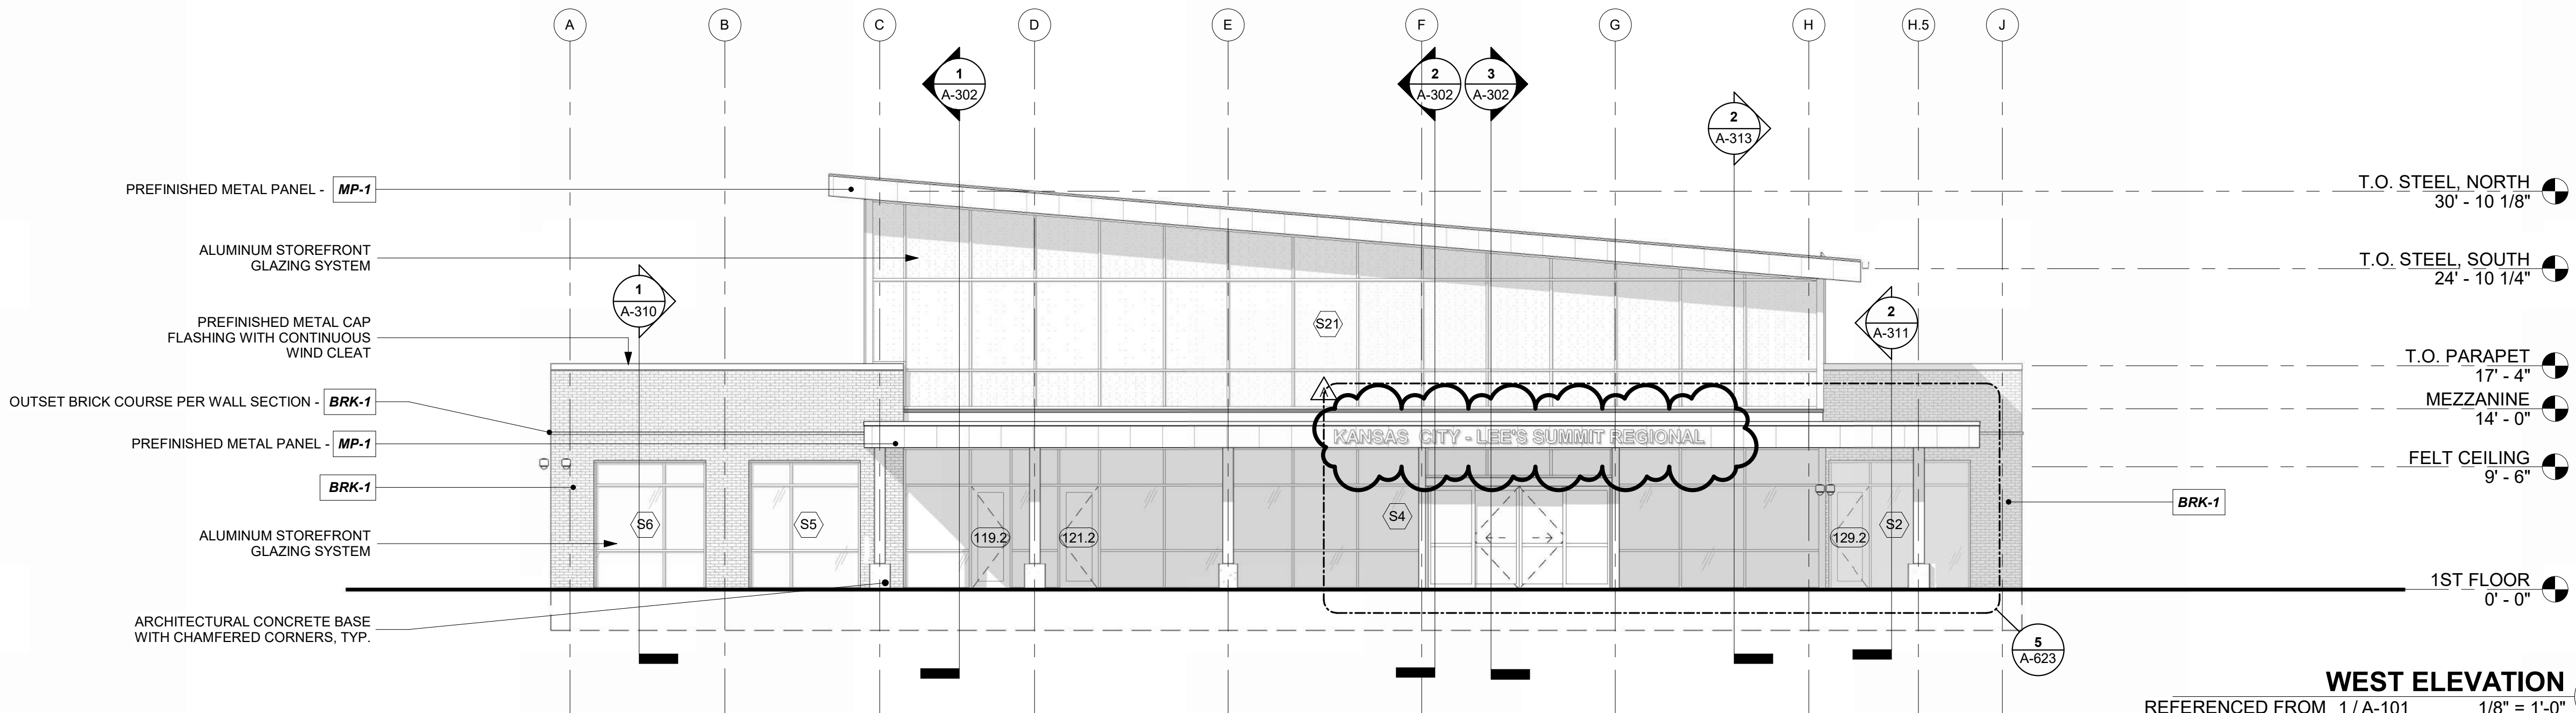 A
B
C
D
E
F
G
H
H.5
J
1
A-302
2
A-302
3
A-302
2
A-313
PREFINISHED METAL PANEL - MP-1
T.O. STEEL, NORTH
30' - 10 1/8"
ALUMINUM STOREFRONT
GLAZING SYSTEM
T.O. STEEL, SOUTH
24' - 10 1/4"
1
A-310
2
A-311
PREFINISHED METAL CAP
FLASHING WITH CONTINUOUS
WIND CLEAT
S21
T.O. PARAPET
17' - 4"
OUTSET BRICK COURSE PER WALL SECTION - BRK-1
MEZZANINE
14' - 0"
PREFINISHED METAL PANEL - MP-1
KANSAS CITY - LEE'S SUMMIT REGIONAL
FELT CEILING
9' - 6"
BRK-1
BRK-1
S6
S5
S4
S2
ALUMINUM STOREFRONT
GLAZING SYSTEM
119.2
121.2
129.2
1ST FLOOR
0' - 0"
ARCHITECTURAL CONCRETE BASE
WITH CHAMFERED CORNERS, TYP.
5
A-623
WEST ELEVATION
REFERENCED FROM 1 / A-101 1/8" = 1'-0"